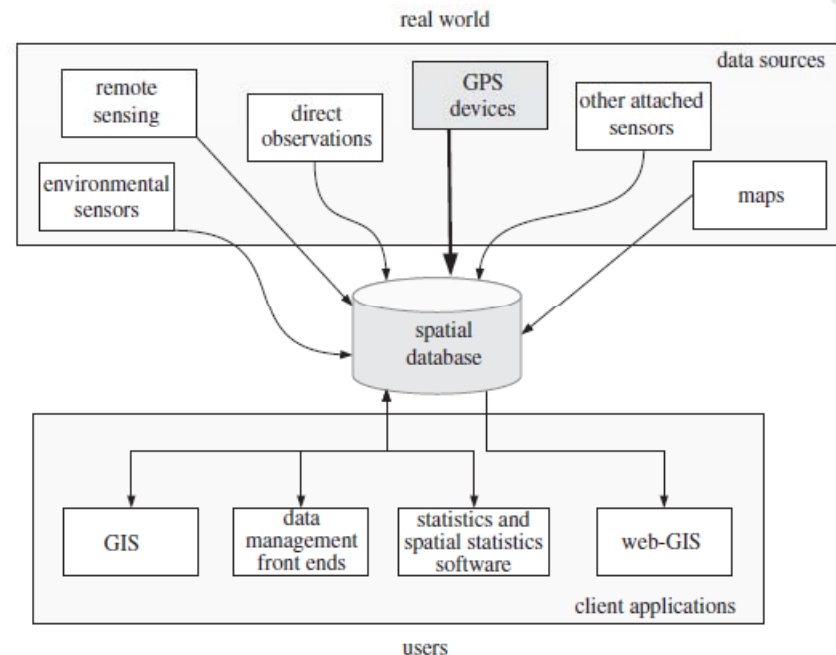 real world
data sources
remote
sensing
direct
observations
GPS
devices
other attached
sensors
environmental
sensors
maps
spatial
database
GIS
data
management
front ends
statistics and
spatial statistics
software
web-GIS
client applications
users